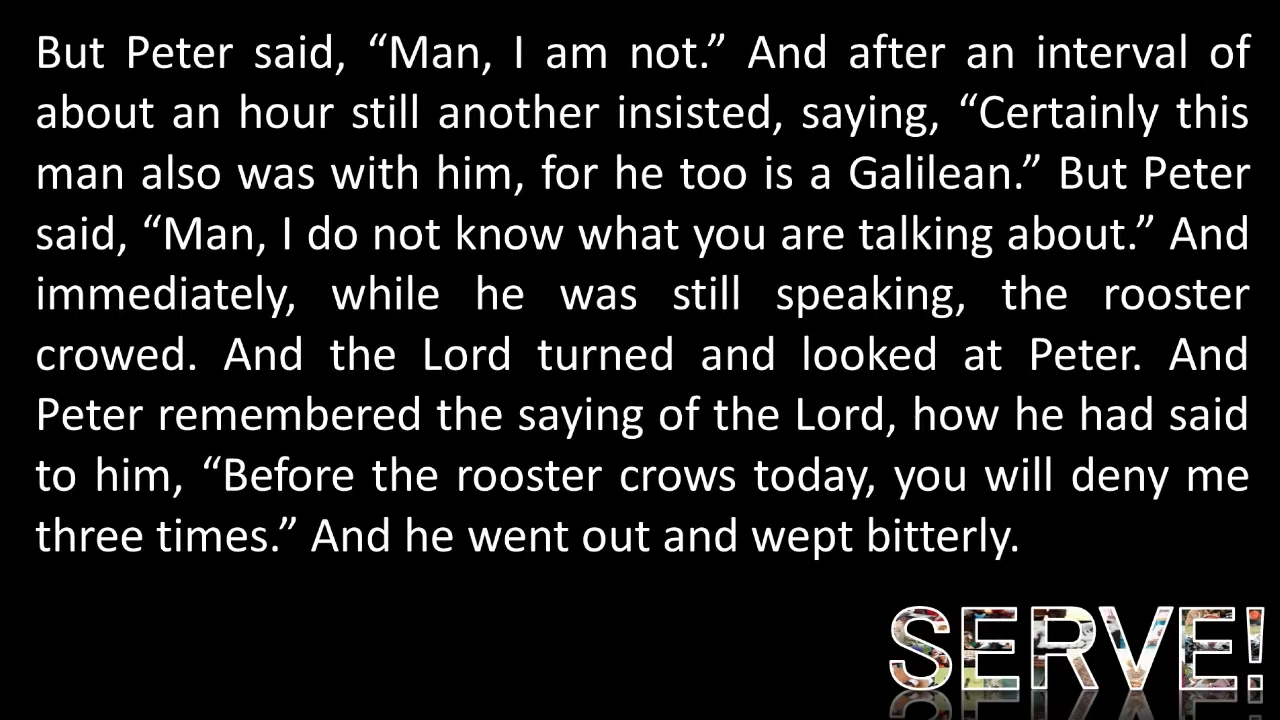 But Peter said, “Man, I am not.” And after an interval of
about an hour still another insisted, saying, “Certainly this
man also was with him, for he too is a Galilean.” But Peter
said, “Man, I do not know what you are talking about.” And
immediately, while he was still speaking, the rooster
crowed. And the Lord turned and looked at Peter. And
Peter remembered the saying of the Lord, how he had said
to him, “Before the rooster crows today, you will deny me
three times.” And he went out and wept bitterly.
SERVE!